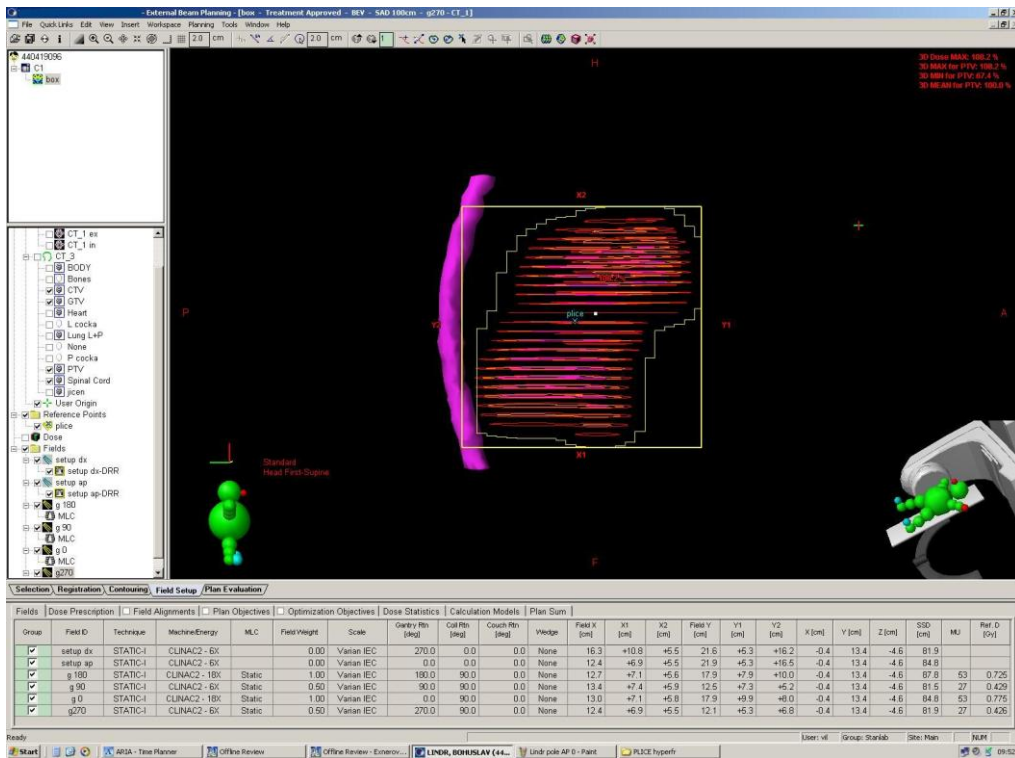 - External Beam Planning - [box - Treatment Approved - BEV - SAD 100cm - g270 - CT_1]
File Quick Links Edit View Insert Workspace Planning Tools Window Help
2.0 cm 2.0 cm 1
440419096
C1
box
H
3D Dose MAX: 108.2 %
3D MAX for PTV: 108.2 %
3D MIN for PTV: 67.4 %
3D MEAN for PTV: 100.0 %
X2
CT_1 ex
CT_1 in
CT_3
BODY
Bones
CTV
GTV
Heart
L cocka
Lung L+P
None
P cocka
PTV
Spinal Cord
jicen
User Origin
Reference Points
plice
Dose
Fields
setup dx
setup dx-DRR
setup ap
setup ap-DRR
g 180
MLC
g 90
MLC
g 0
MLC
g270
P
plice
Y2
Y1
A
X1
Standard
Head First-Supine
F
Selection Registration Contouring Field Setup Plan Evaluation
Fields Dose Prescription Field Alignments Plan Objectives Optimization Objectives Dose Statistics Calculation Models Plan Sum
Group Field ID Technique Machine/Energy MLC Field Weight Scale Gantry Rtn [deg] Coll Rtn [deg] Couch Rtn [deg] Wedge Field X [cm] X1 [cm] X2 [cm] Field Y [cm] Y1 [cm] Y2 [cm] X [cm] Y [cm] Z [cm] SSD [cm] MU Ref. D [Gy]
setup dx STATIC-I CLINAC2 - 6X 0.00 Varian IEC 270.0 0.0 0.0 None 16.3 +10.8 +5.5 21.6 +5.3 +16.2 -0.4 13.4 -4.6 81.9
setup ap STATIC-I CLINAC2 - 6X 0.00 Varian IEC 0.0 0.0 0.0 None 12.4 +6.9 +5.5 21.9 +5.3 +16.5 -0.4 13.4 -4.6 84.8
g 180 STATIC-I CLINAC2 - 18X Static 1.00 Varian IEC 180.0 90.0 0.0 None 12.7 +7.1 +5.6 17.9 +7.9 +10.0 -0.4 13.4 -4.6 87.8 53 0.725
g 90 STATIC-I CLINAC2 - 6X Static 0.50 Varian IEC 90.0 90.0 0.0 None 13.4 +7.4 +5.9 12.5 +7.3 +5.2 -0.4 13.4 -4.6 81.5 27 0.429
g 0 STATIC-I CLINAC2 - 18X Static 1.00 Varian IEC 0.0 90.0 0.0 None 13.0 +7.1 +5.8 17.9 +9.9 +8.0 -0.4 13.4 -4.6 84.8 53 0.775
g270 STATIC-I CLINAC2 - 6X Static 0.50 Varian IEC 270.0 90.0 0.0 None 12.4 +6.9 +5.5 12.1 +5.3 +6.8 -0.4 13.4 -4.6 81.9 27 0.426
Ready User: vil Group: Stanlab Site: Main NUM
Start ARIA - Time Planner Offline Review Offline Review - Exnerov... LINDR, BOHUSLAV (44... Lindr pole AP 0 - Paint PLICE hyperfr 09:52